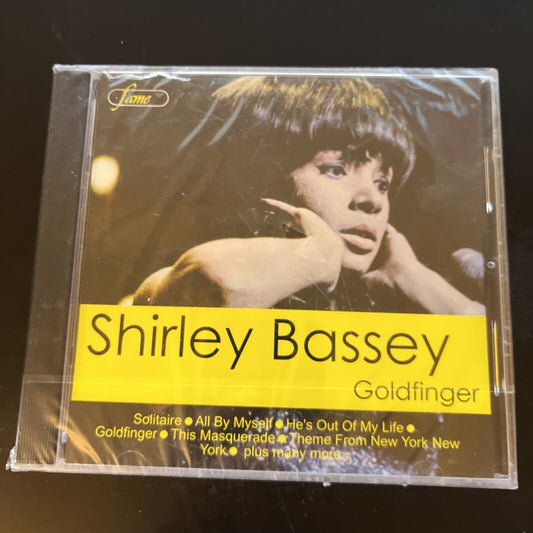 fame
Shirley Bassey
Goldfinger
Solitaire ● All By Myself ● He's Out Of My Life ●
Goldfinger ● This Masquerade ● Theme From New York New
York ● plus many more...